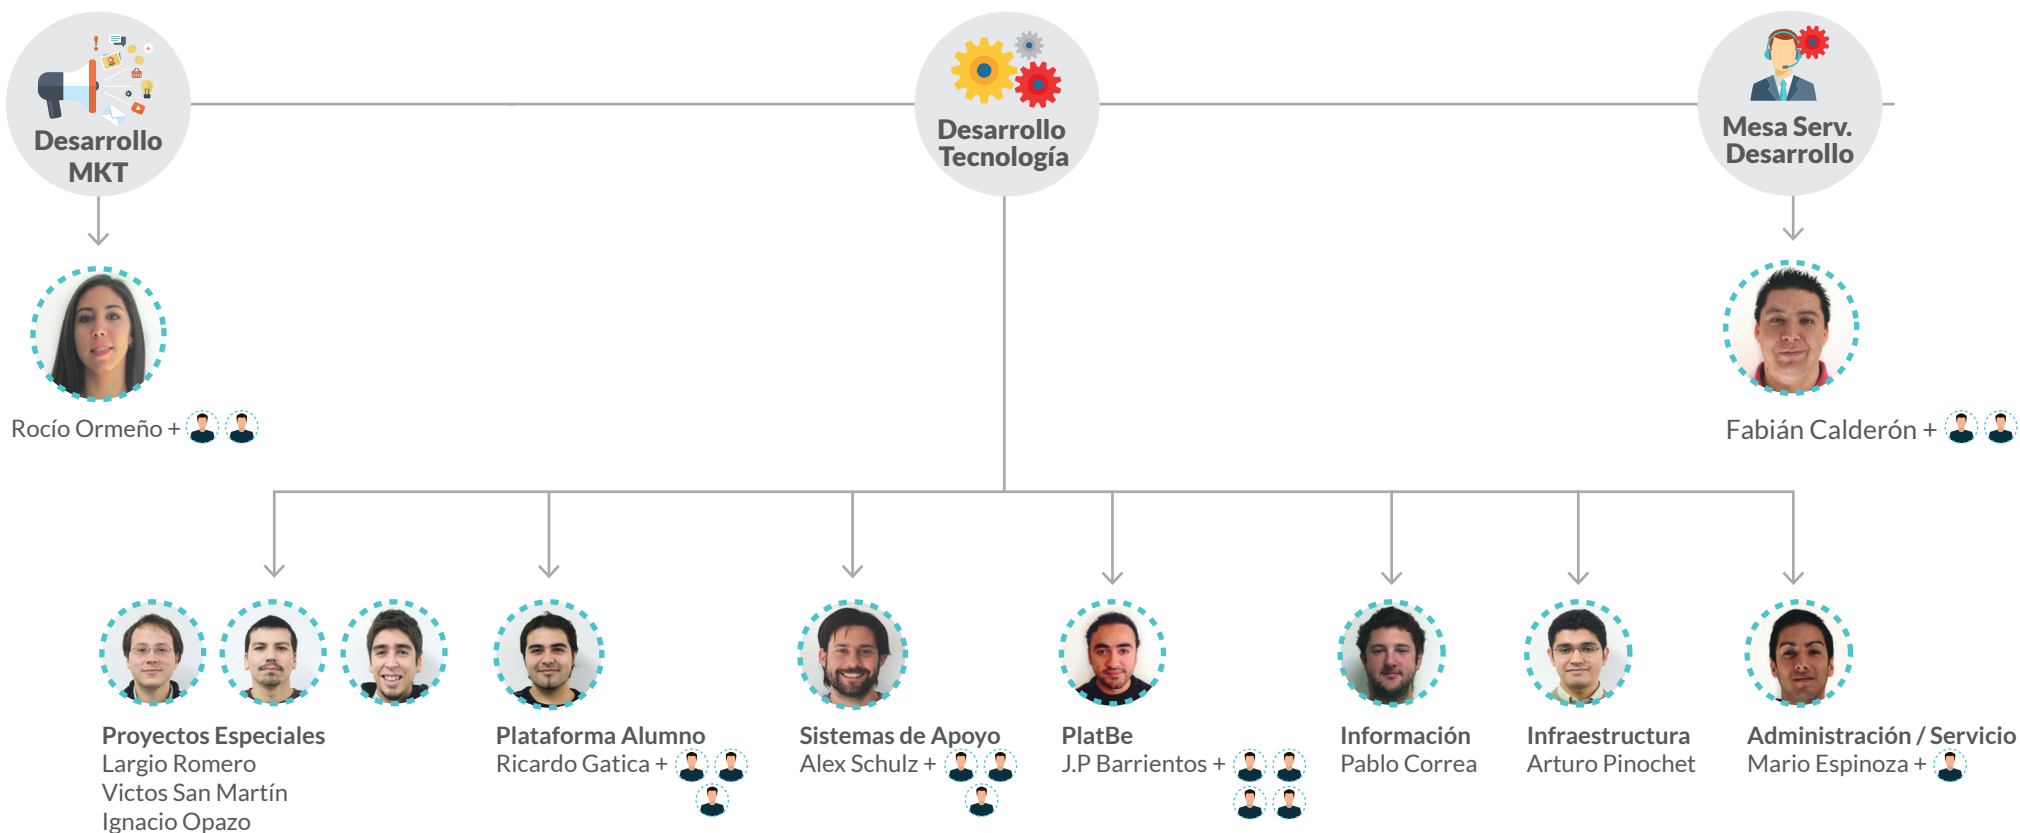 Desarrollo
MKT
Desarrollo
Tecnología
Mesa Serv.
Desarrollo
Rocío Ormeño +
Fabián Calderón +
Proyectos Especiales
Largio Romero
Victos San Martín
Ignacio Opazo
Plataforma Alumno
Ricardo Gatica +
Sistemas de Apoyo
Alex Schulz +
PlatBe
J.P Barrientos +
Información
Pablo Correa
Infraestructura
Arturo Pinochet
Administración / Servicio
Mario Espinoza +